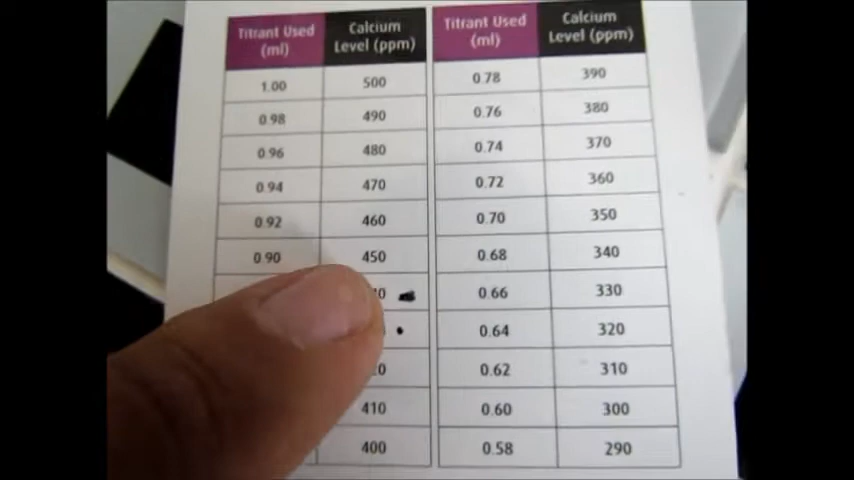 Titrant Used (ml) Calcium Level (ppm) Titrant Used (ml) Calcium Level (ppm)
1.00 500 0.78 390
0.98 490 0.76 380
0.96 480 0.74 370
0.94 470 0.72 360
0.92 460 0.70 350
0.90 450 0.68 340
0.66 330
0.64 320
0.62 310
410 0.60 300
400 0.58 290